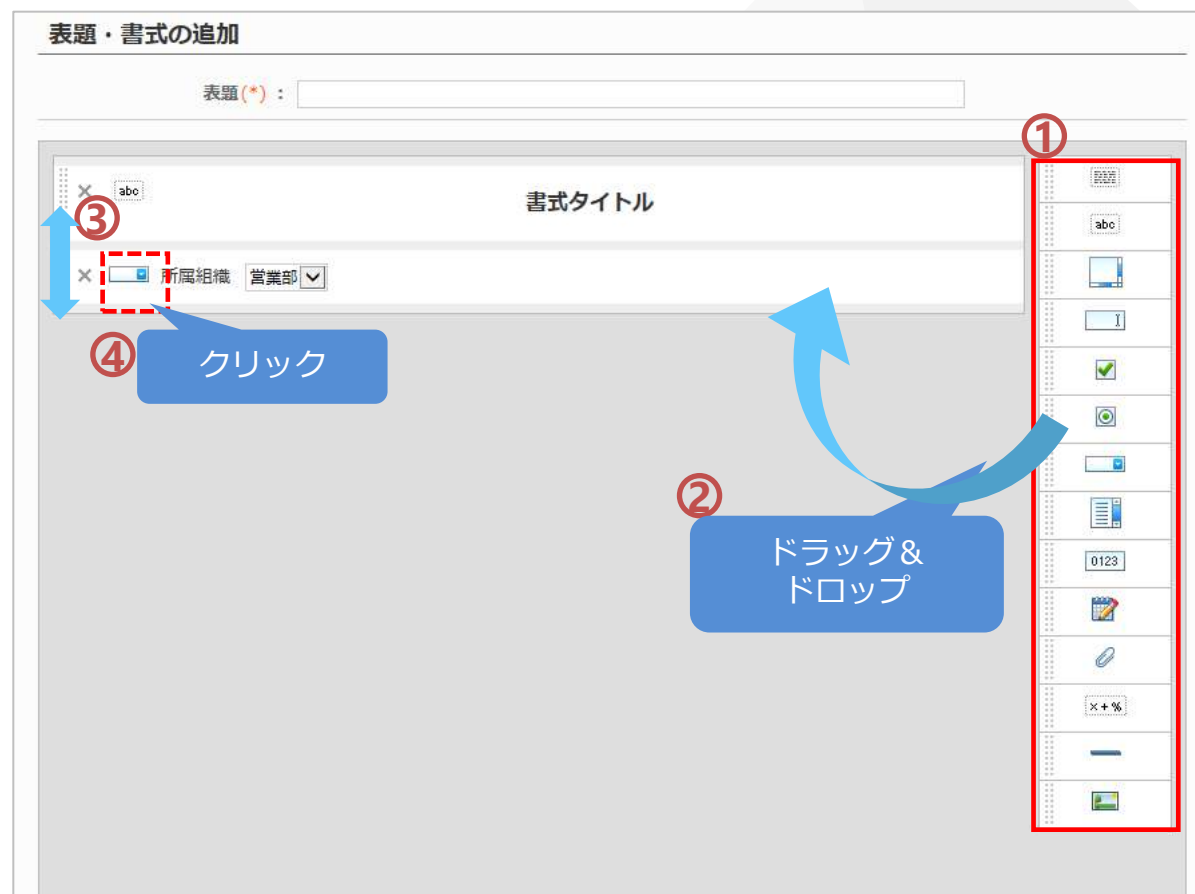 表題・書式の追加
表題(*) :
①
abc
書式タイトル
③
abc
所属組織 営業部
④
クリック
②
ドラッグ&
ドロップ
0123
×+%